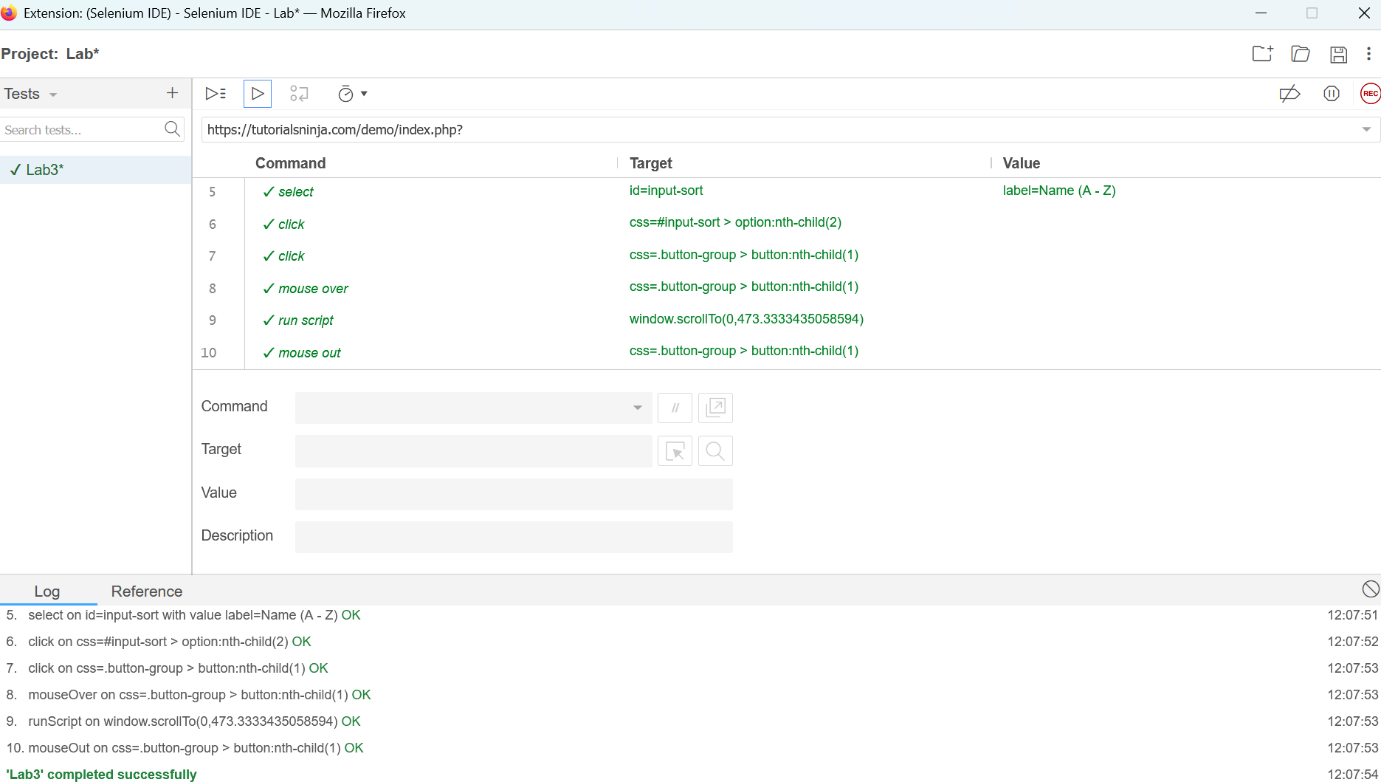 Extension: (Selenium IDE) - Selenium IDE - Lab* — Mozilla Firefox
Project: Lab*
Tests
Search tests...
✓ Lab3*
REC
https://tutorialsninja.com/demo/index.php?
Command Target Value
5 ✓ select id=input-sort label=Name (A - Z)
6 ✓ click css=#input-sort > option:nth-child(2)
7 ✓ click css=.button-group > button:nth-child(1)
8 ✓ mouse over css=.button-group > button:nth-child(1)
9 ✓ run script window.scrollTo(0,473.3333435058594)
10 ✓ mouse out css=.button-group > button:nth-child(1)
Command //
Target
Value
Description
Log Reference
5. select on id=input-sort with value label=Name (A - Z) OK 12:07:51
6. click on css=#input-sort > option:nth-child(2) OK 12:07:52
7. click on css=.button-group > button:nth-child(1) OK 12:07:53
8. mouseOver on css=.button-group > button:nth-child(1) OK 12:07:53
9. runScript on window.scrollTo(0,473.3333435058594) OK 12:07:53
10. mouseOut on css=.button-group > button:nth-child(1) OK 12:07:53
'Lab3' completed successfully 12:07:54